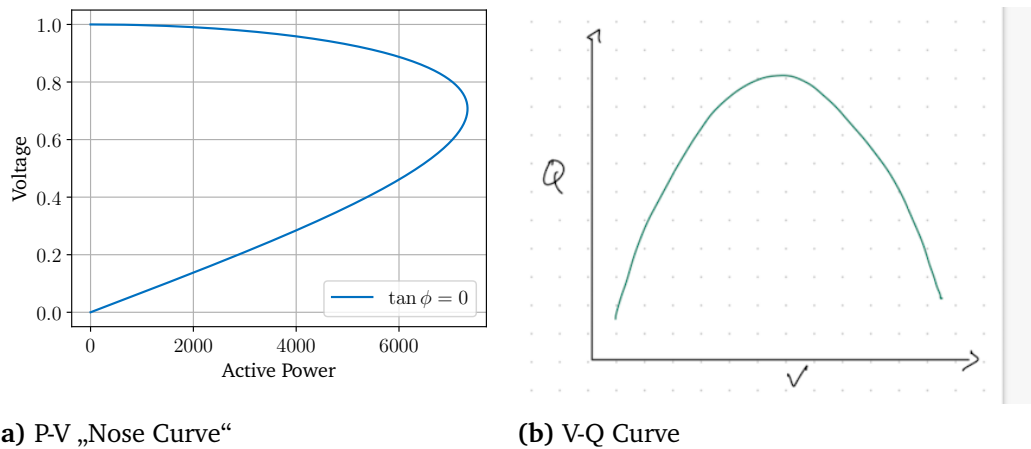 1.0
0.8
0.6
0.4
0.2
0.0
Voltage
tan ϕ = 0
0 2000 4000 6000
Active Power
Q
V
a) P-V „Nose Curve“
(b) V-Q Curve